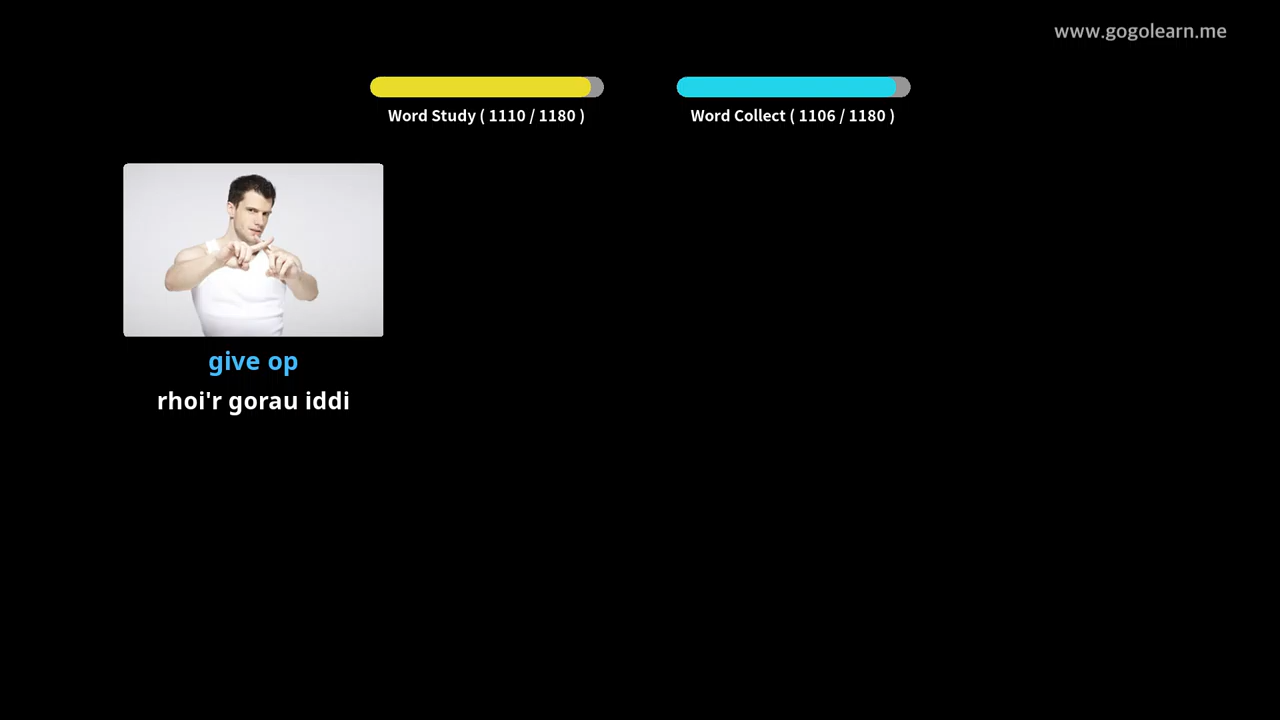 www.gogolearn.me
Word Study ( 1110 / 1180 )
Word Collect ( 1106 / 1180 )
give op
rhoi'r gorau iddi